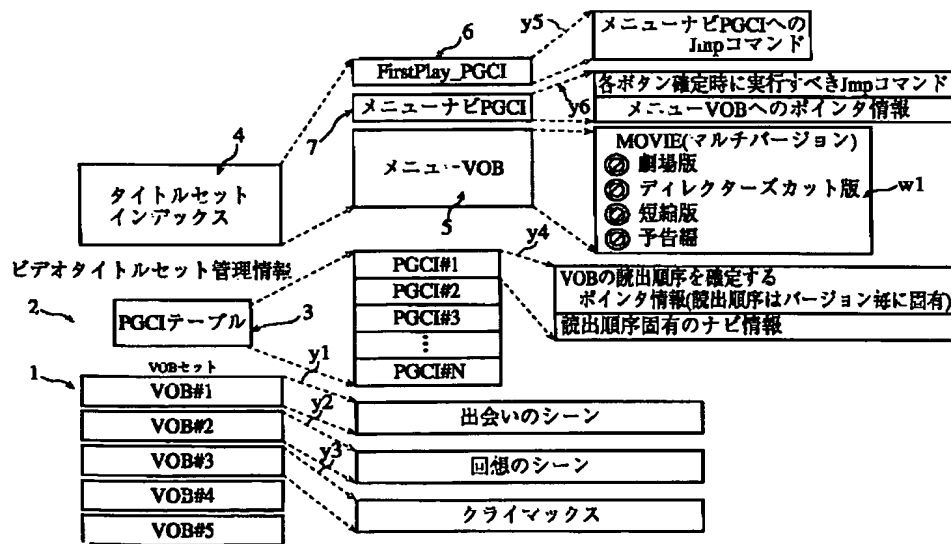 y5
メニューナビPGCIへの
Jmpコマンド
6
FirstPlay_PGCI
各ボタン確定時に実行すべきJmpコマンド
メニューナビPGCI
y6
メニューVOBへのポインタ情報
7
4
MOVIE(マルチバージョン)
劇場版
ディレクターズカット版
短縮版
予告編
w1
メニューVOB
タイトルセット
インデックス
5
y4
ビデオタイトルセット管理情報
PGCI#1
PGCI#2
PGCI#3
⋮
PGCI#N
VOBの読出順序を確定する
ポインタ情報(読出順序はバージョン毎に固有)
読出順序固有のナビ情報
2
PGCIテーブル
3
VOBセット
y1
1
VOB#1
出会いのシーン
y2
VOB#2
回想のシーン
y3
VOB#3
VOB#4
クライマックス
VOB#5